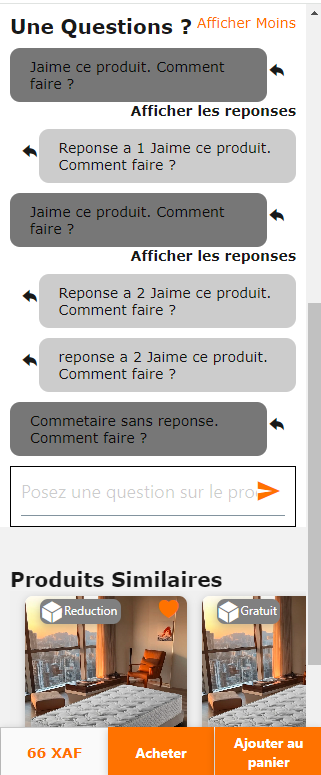 Une Questions ?
Afficher Moins
Jaime ce produit. Comment
faire ?
Afficher les reponses
Reponse a 1 Jaime ce produit.
Comment faire ?
Jaime ce produit. Comment
faire ?
Afficher les reponses
Reponse a 2 Jaime ce produit.
Comment faire ?
reponse a 2 Jaime ce produit.
Comment faire ?
Commetaire sans reponse.
Comment faire ?
Posez une question sur le pro
Produits Similaires
Reduction
Gratuit
66 XAF
Acheter
Ajouter au
panier